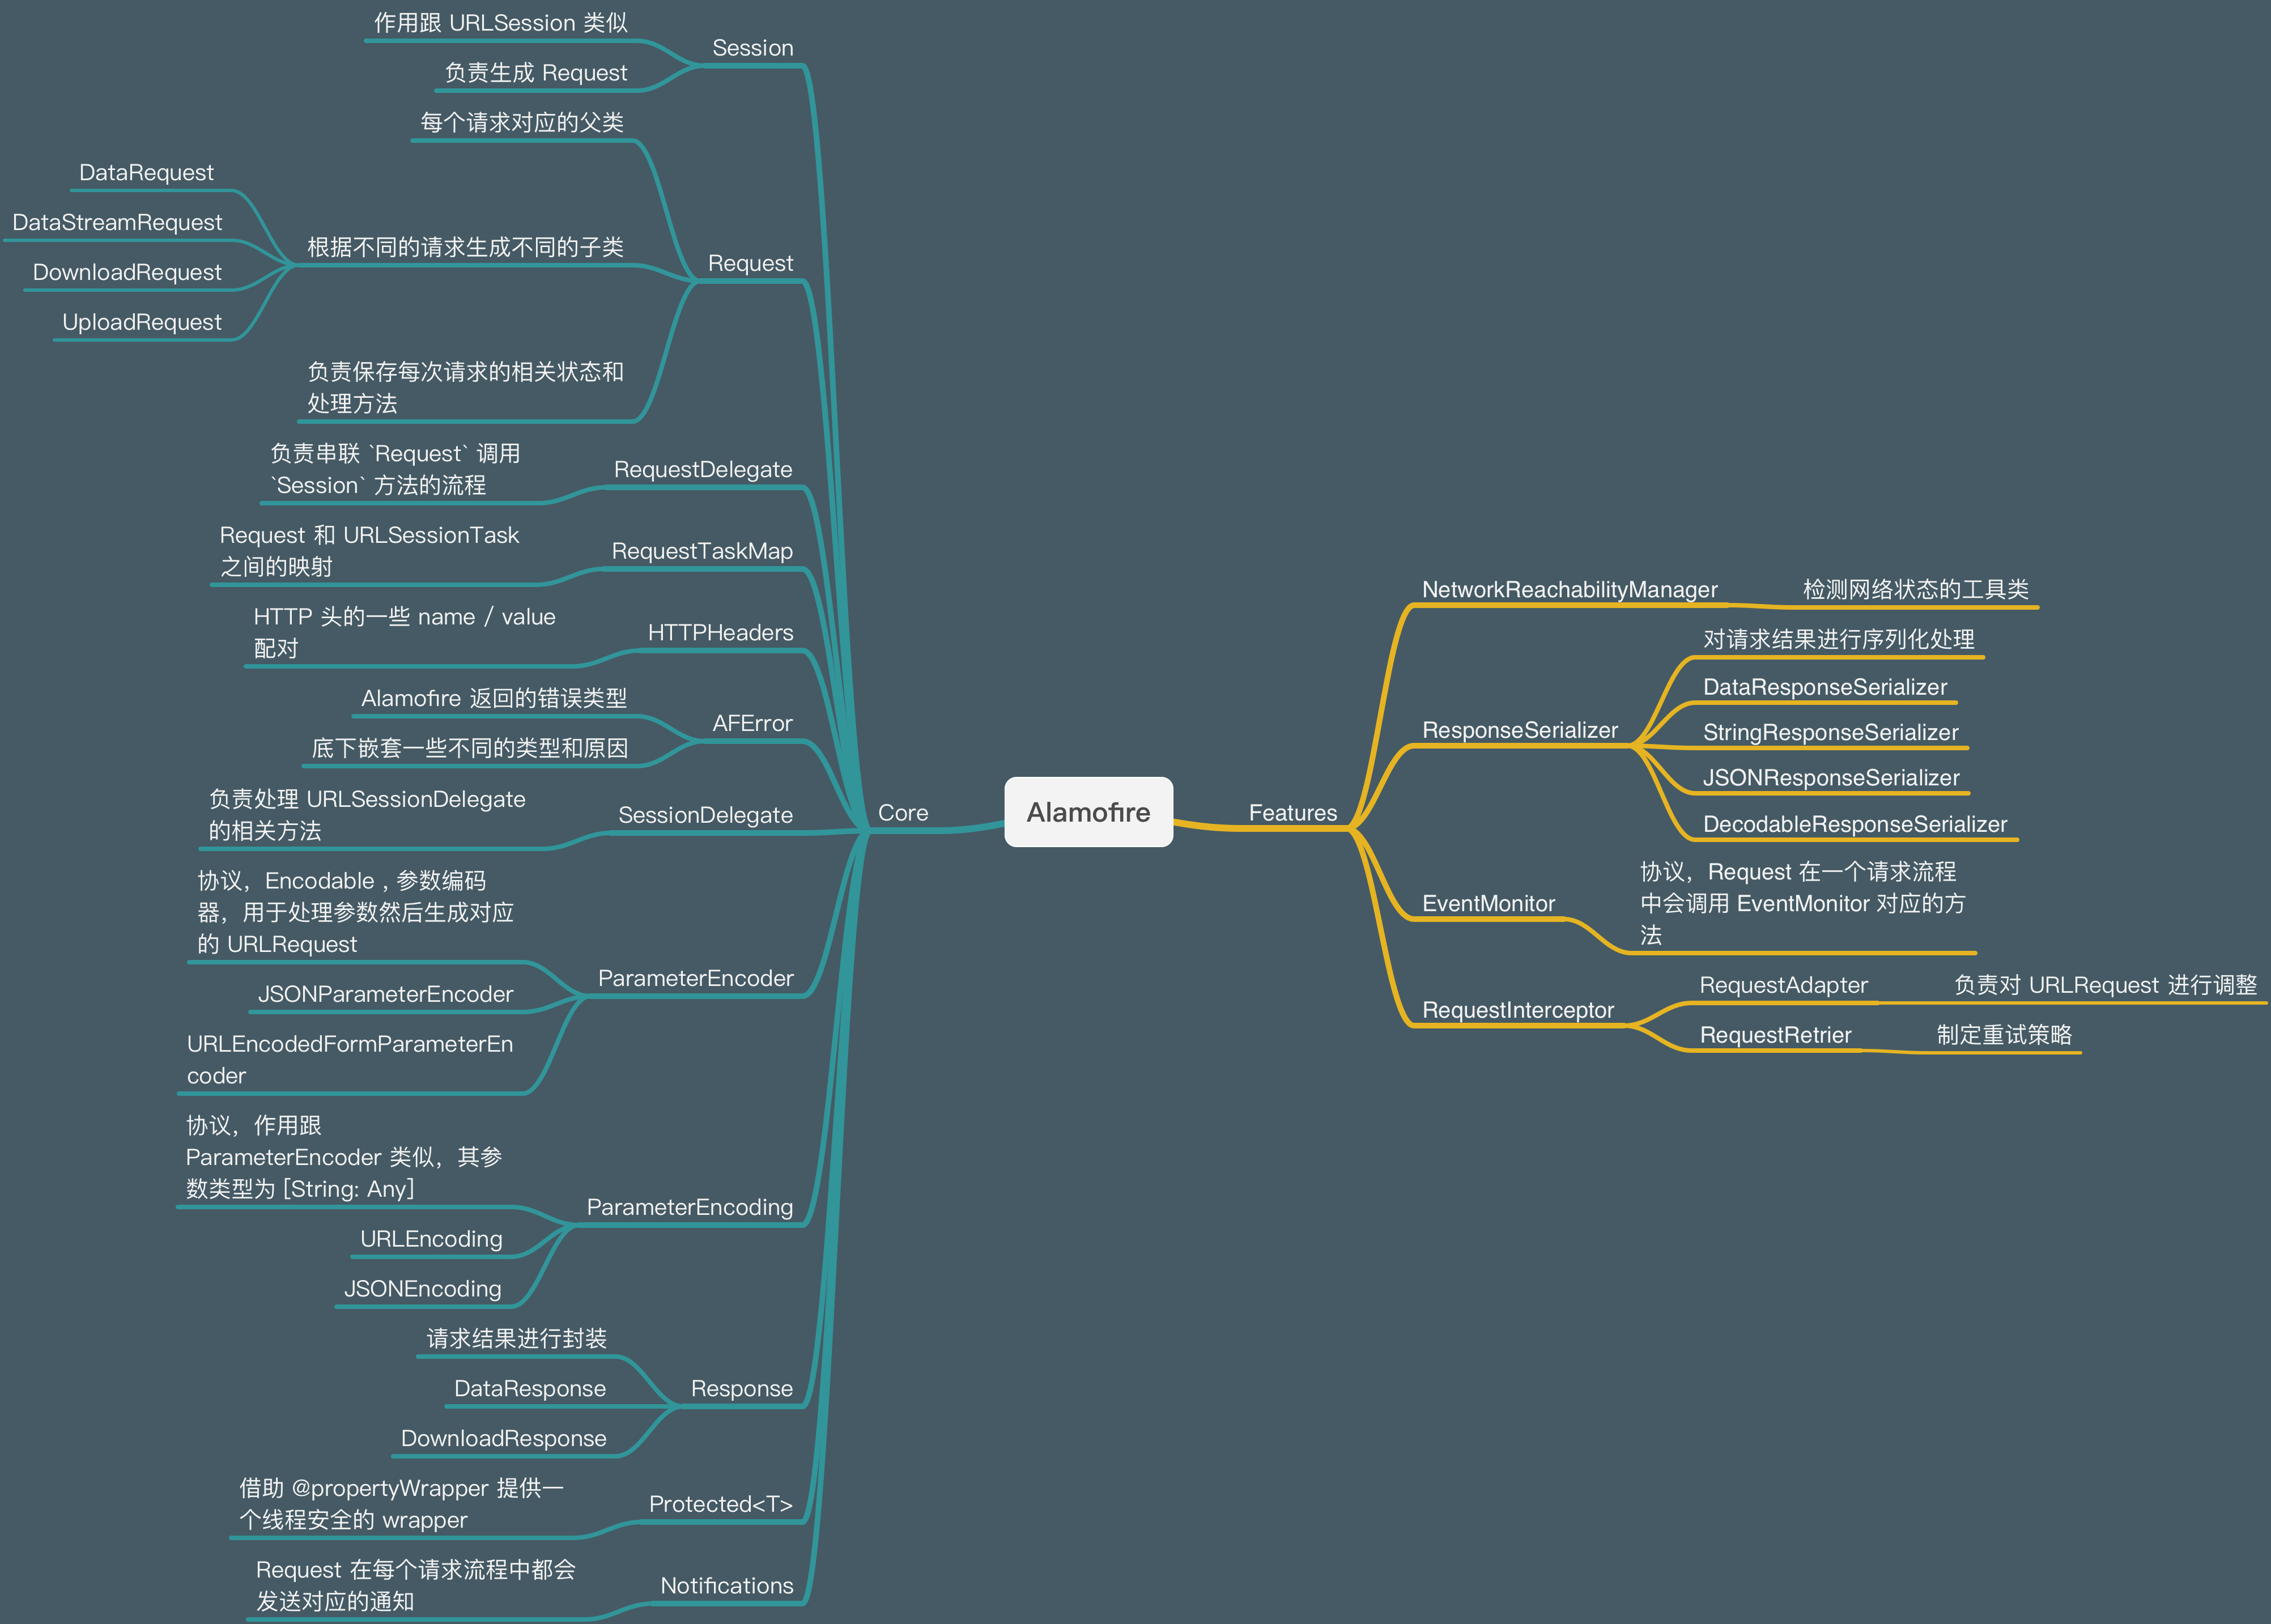 作用跟 URLSession 类似
负责生成 Request
Session
每个请求对应的父类
DataRequest
DataStreamRequest
DownloadRequest
UploadRequest
根据不同的请求生成不同的子类
负责保存每次请求的相关状态和
处理方法
Request
负责串联 `Request` 调用
`Session` 方法的流程
RequestDelegate
Request 和 URLSessionTask
之间的映射
RequestTaskMap
HTTP 头的一些 name / value
配对
HTTPHeaders
Alamofire 返回的错误类型
底下嵌套一些不同的类型和原因
AFError
负责处理 URLSessionDelegate
的相关方法
SessionDelegate
协议，Encodable , 参数编码
器，用于处理参数然后生成对应
的 URLRequest
JSONParameterEncoder
URLEncodedFormParameterEn
coder
ParameterEncoder
协议，作用跟
ParameterEncoder 类似，其参
数类型为 [String: Any]
URLEncoding
JSONEncoding
ParameterEncoding
请求结果进行封装
DataResponse
DownloadResponse
Response
借助 @propertyWrapper 提供一
个线程安全的 wrapper
Protected<T>
Request 在每个请求流程中都会
发送对应的通知
Notifications
Core
Alamofire
Features
NetworkReachabilityManager
检测网络状态的工具类
ResponseSerializer
对请求结果进行序列化处理
DataResponseSerializer
StringResponseSerializer
JSONResponseSerializer
DecodableResponseSerializer
EventMonitor
协议，Request 在一个请求流程
中会调用 EventMonitor 对应的方
法
RequestInterceptor
RequestAdapter
负责对 URLRequest 进行调整
RequestRetrier
制定重试策略